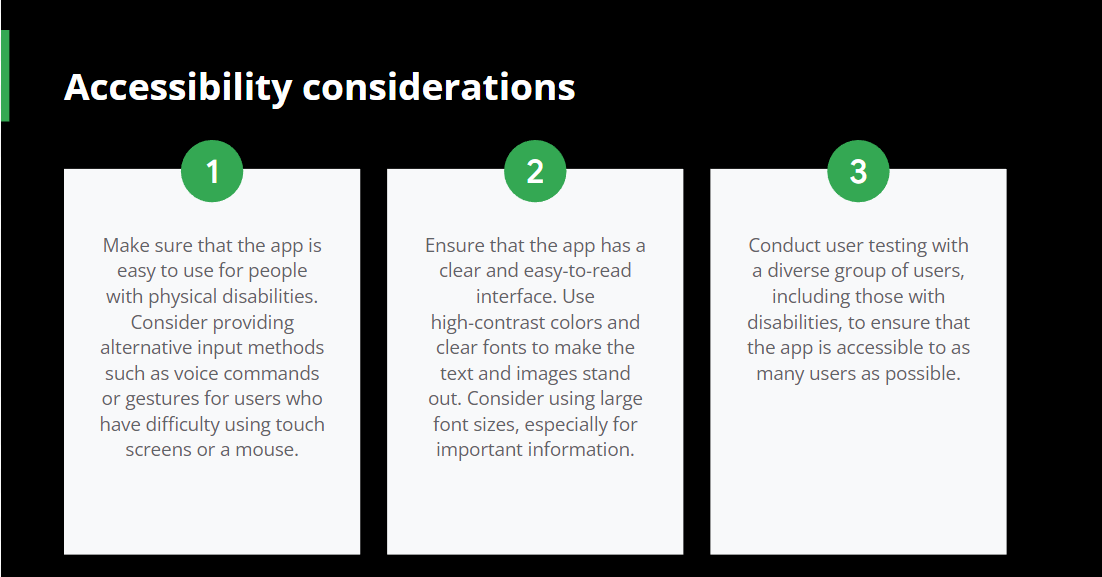 Accessibility considerations
1
Make sure that the app is
easy to use for people
with physical disabilities.
Consider providing
alternative input methods
such as voice commands
or gestures for users who
have difficulty using touch
screens or a mouse.
2
Ensure that the app has a
clear and easy-to-read
interface. Use
high-contrast colors and
clear fonts to make the
text and images stand
out. Consider using large
font sizes, especially for
important information.
3
Conduct user testing with
a diverse group of users,
including those with
disabilities, to ensure that
the app is accessible to as
many users as possible.